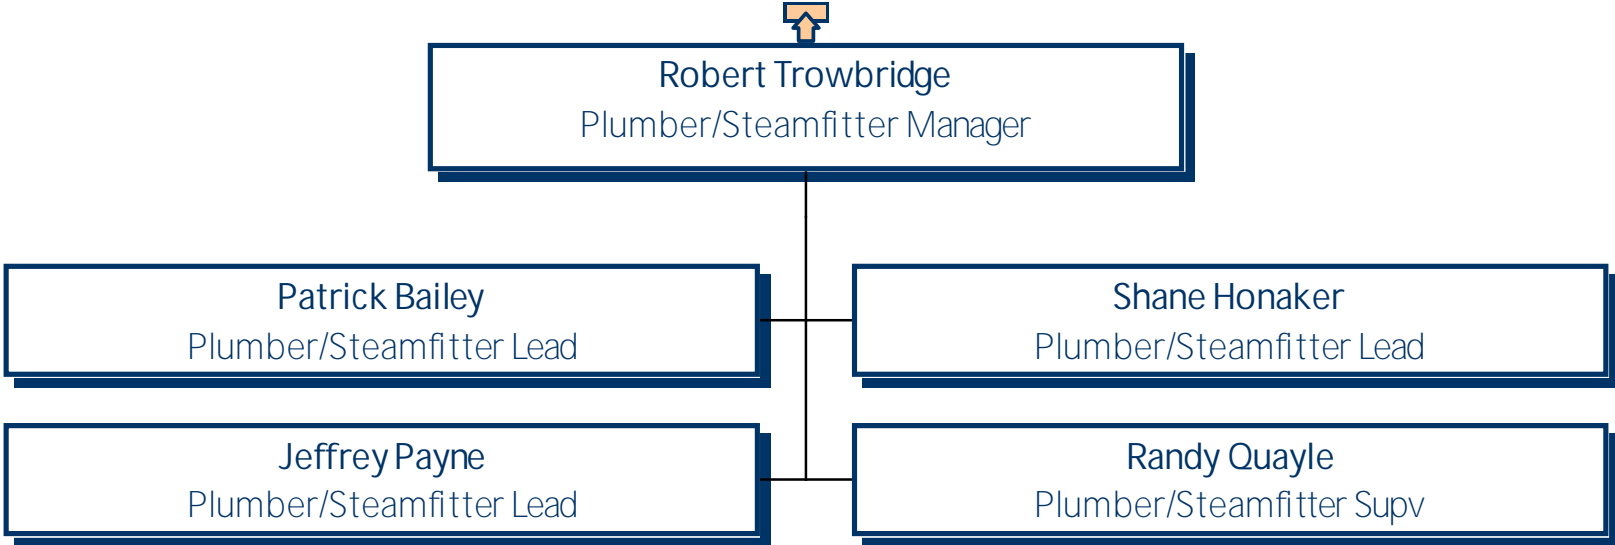 Robert Trowbridge
Plumber/Steamfitter Manager
Patrick Bailey
Plumber/Steamfitter Lead
Shane Honaker
Plumber/Steamfitter Lead
Jeffrey Payne
Plumber/Steamfitter Lead
Randy Quayle
Plumber/Steamfitter Supv